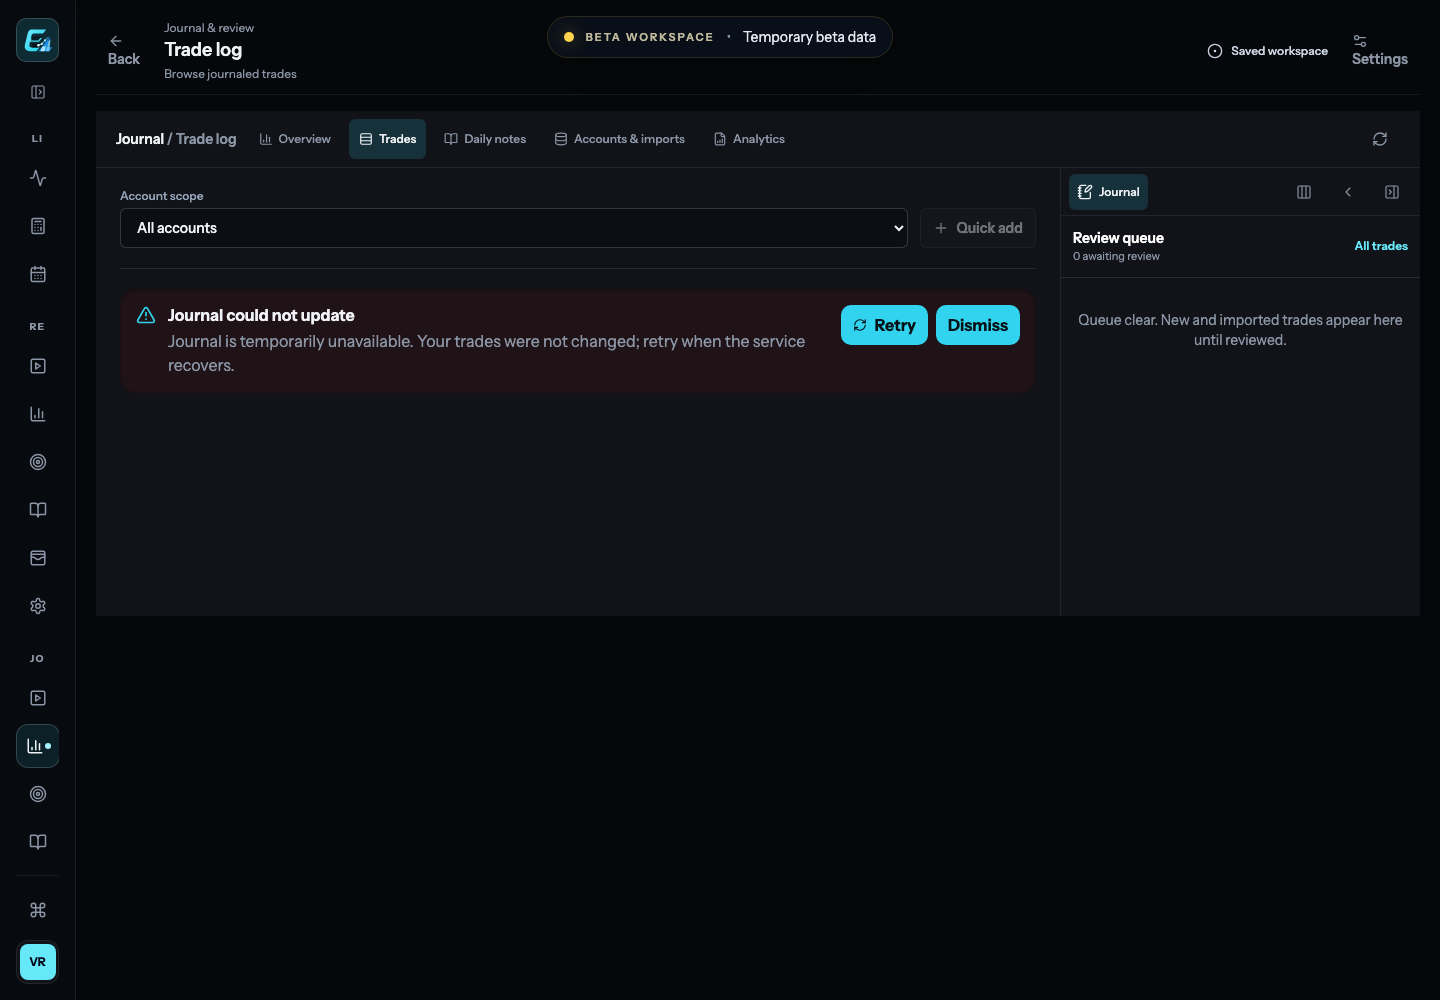 Back
Journal & review
Trade log
Browse journaled trades
BETA WORKSPACE • Temporary beta data
Saved workspace
Settings
LI
RE
JO
VR
Journal / Trade log
Overview
Trades
Daily notes
Accounts & imports
Analytics
Account scope
All accounts
Quick add
Journal could not update
Journal is temporarily unavailable. Your trades were not changed; retry when the service
recovers.
Retry
Dismiss
Journal
Review queue
0 awaiting review
All trades
Queue clear. New and imported trades appear here
until reviewed.